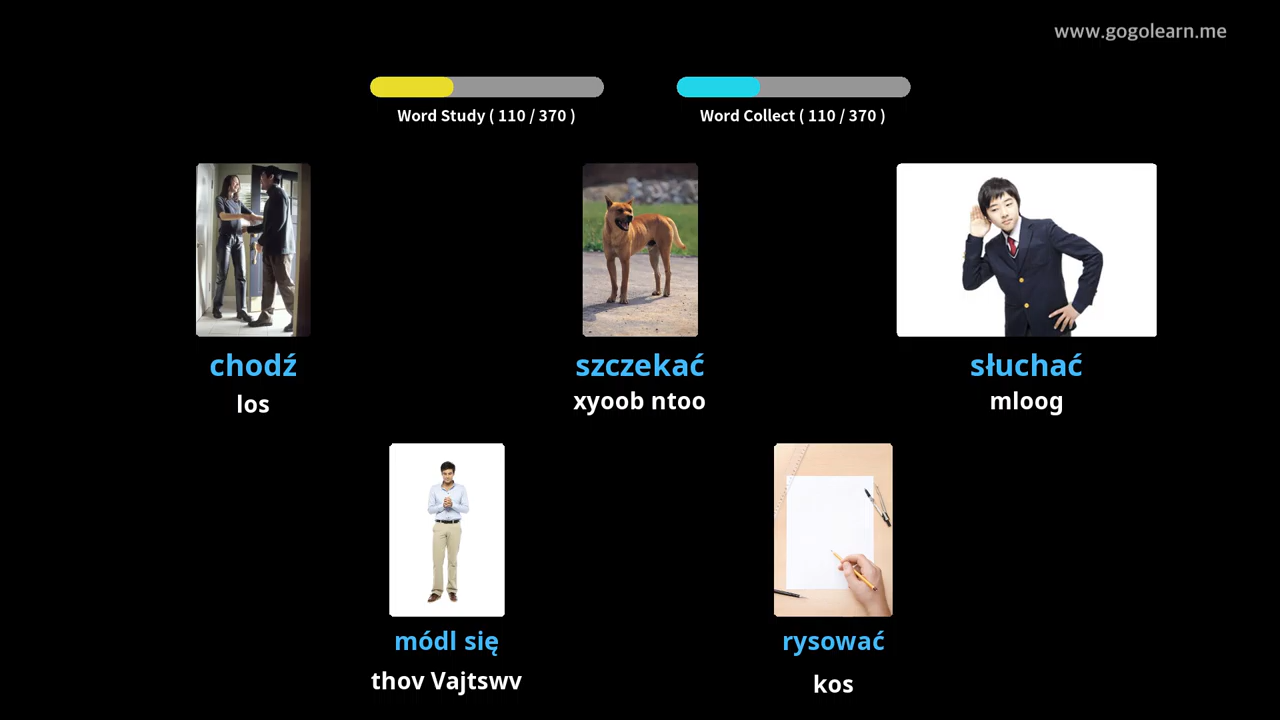 www.gogolearn.me
Word Study ( 110 / 370 )
Word Collect ( 110 / 370 )
chodź
los
szczekać
xyoob ntoo
słuchać
mloog
módl się
thov Vajtswv
rysować
kos